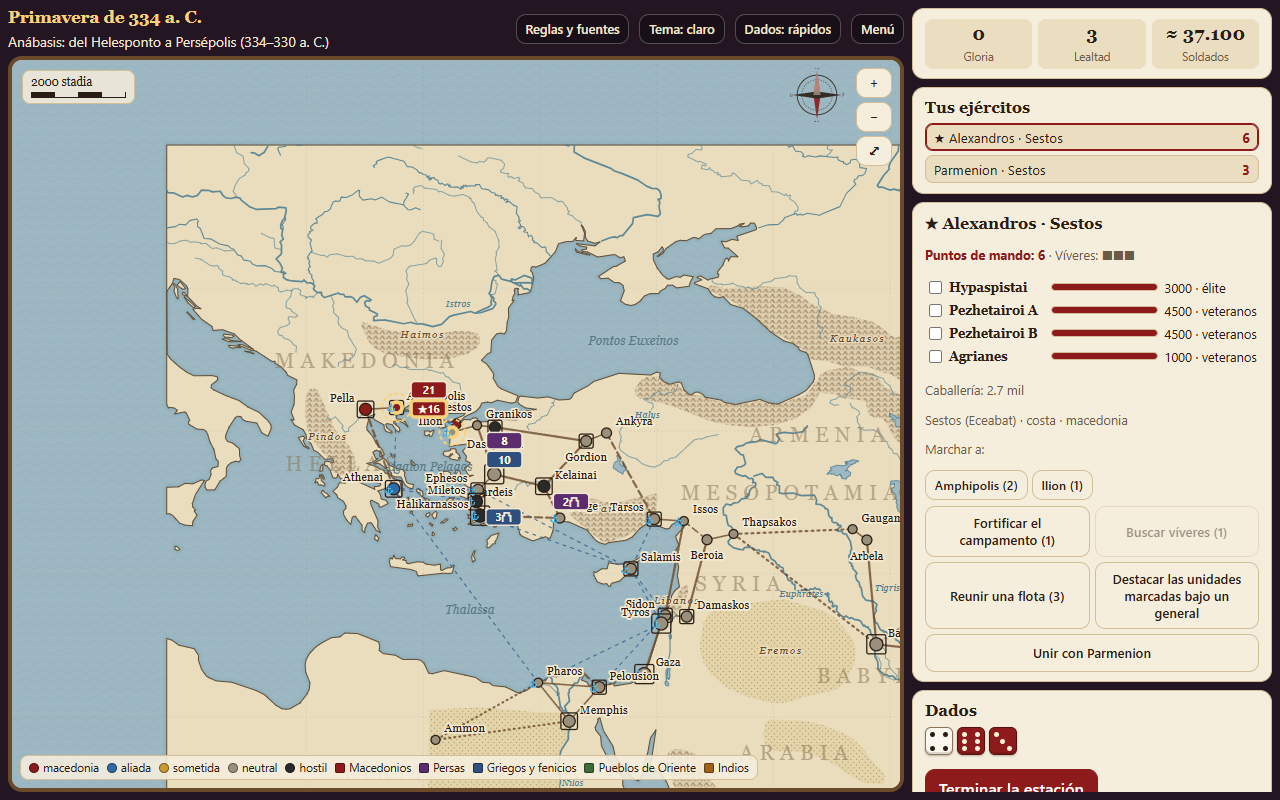 Primavera de 334 a. C.
Anábasis: del Helesponto a Persépolis (334–330 a. C.)
Reglas y fuentes
Tema: claro
Dados: rápidos
Menú
2000 stadia
+
−
Istros
Haimos
MAKEDONIA
Pontos Euxeinos
Kaukasos
Pella
21
★16
Granikos
Halys
Ankyra
ARMENIA
Pindos
8
Gordion
10
Kelainai
Athenai
Ephesos
Miletos
Halikarnassos
2
3
Tarsos
Issos
MESOPOTAMIA
Thapsakos
Beroia
Arbela
Salamis
SYRIA
Euphrates
Tigris
Sidon
Tyros
Damaskos
Thalassa
Eremos
Gaza
Pharos
Pelousion
Memphis
Ammon
ARABIA
Nilos
macedonia
aliada
sometida
neutral
hostil
Macedonios
Persas
Griegos y fenicios
Pueblos de Oriente
Indios
0
Gloria
3
Lealtad
≈ 37.100
Soldados
Tus ejércitos
★ Alexandros · Sestos 6
Parmenion · Sestos 3
★ Alexandros · Sestos
Puntos de mando: 6 · Víveres: ■■■
Hypaspistai 3000 · élite
Pezhetairoi A 4500 · veteranos
Pezhetairoi B 4500 · veteranos
Agrianes 1000 · veteranos
Caballería: 2.7 mil
Sestos (Eceabat) · costa · macedonia
Marchar a:
Amphipolis (2)
Ilion (1)
Fortificar el
campamento (1)
Buscar víveres (1)
Reunir una flota (3)
Destacar las unidades
marcadas bajo un
general
Unir con Parmenion
Dados
Terminar la estación